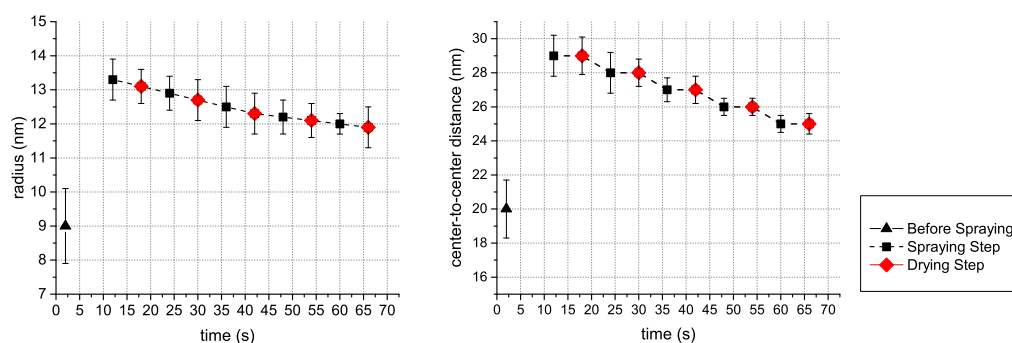 15
14
13
12
11
10
9
8
7
radius (nm)
0 5 10 15 20 25 30 35 40 45 50 55 60 65 70
time (s)
30
28
26
24
22
20
18
16
center-to-center distance (nm)
0 5 10 15 20 25 30 35 40 45 50 55 60 65 70
time (s)
Before Spraying
Spraying Step
Drying Step